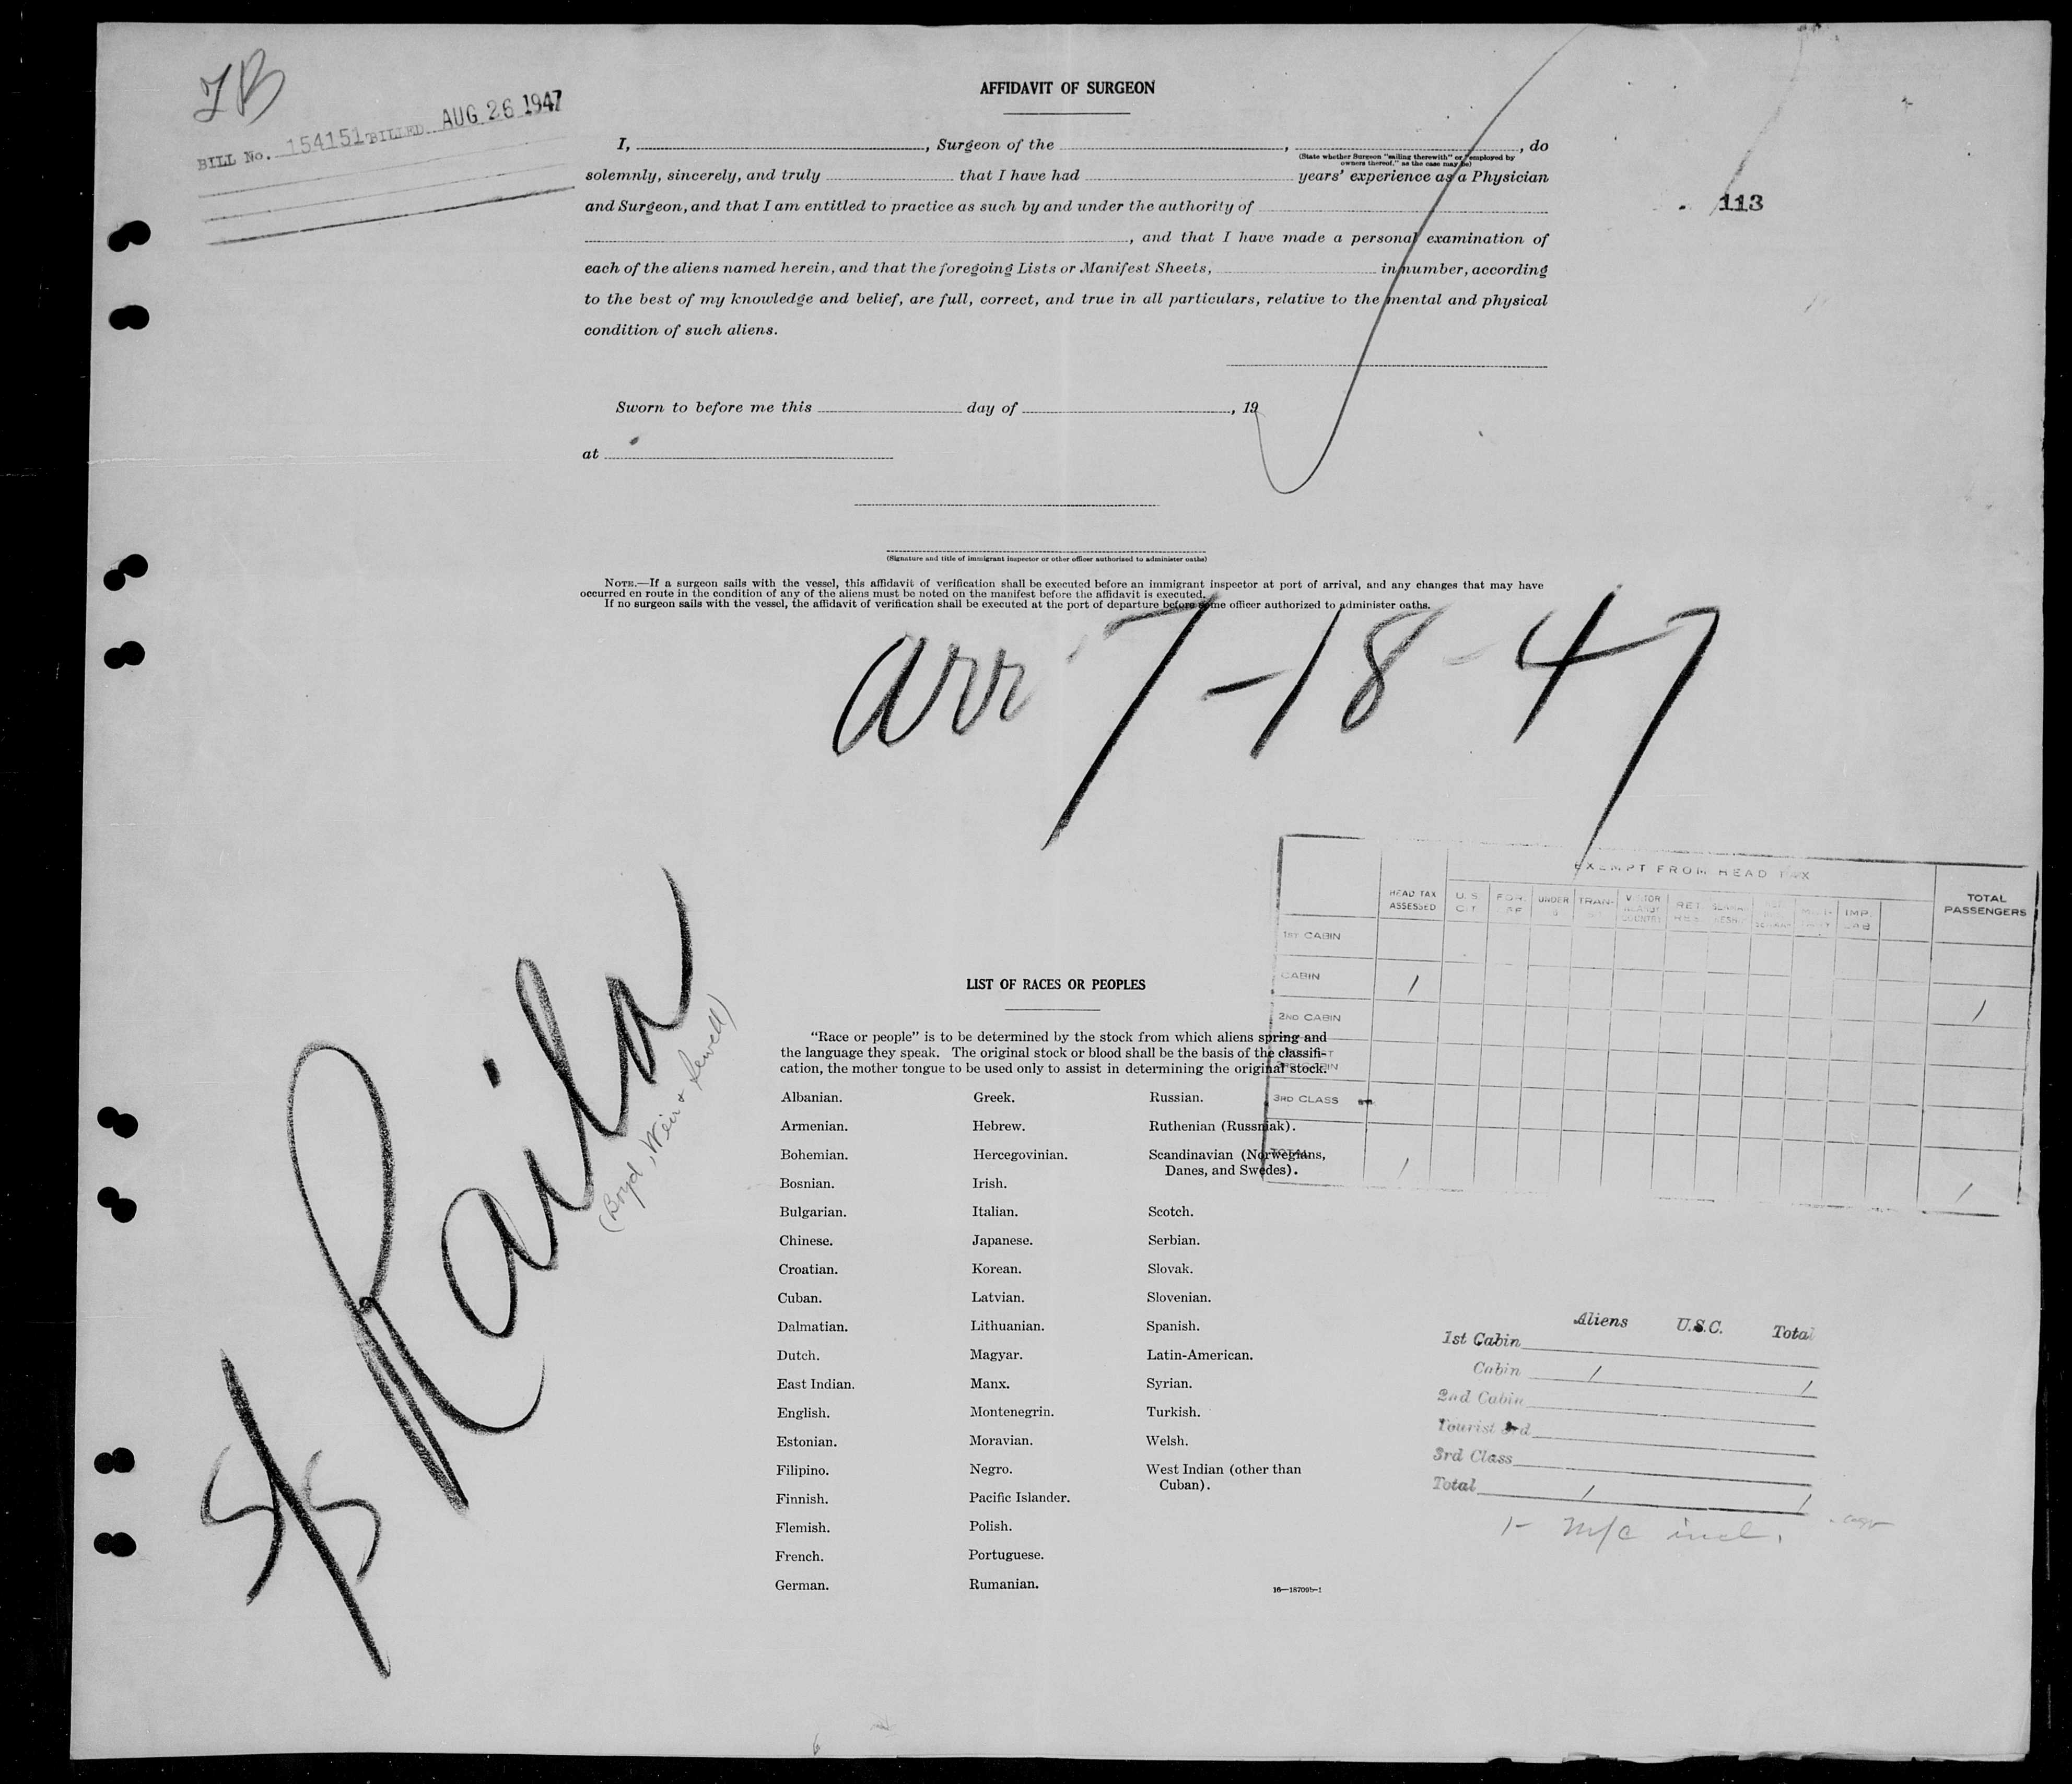 AFFIDAVIT OF SURGEON
BILL No. 154151 BILLED AUG 26 1947
I, , Surgeon of the , , do
(State whether Surgeon "sailing therewith" or "employed by
owners thereof," as the case may be)
solemnly, sincerely, and truly that I have had years' experience as a Physician
and Surgeon, and that I am entitled to practice as such by and under the authority of
113
, and that I have made a personal examination of
each of the aliens named herein, and that the foregoing Lists or Manifest Sheets, in number, according
to the best of my knowledge and belief, are full, correct, and true in all particulars, relative to the mental and physical
condition of such aliens.
Sworn to before me this day of , 19
at
(Signature and title of immigrant inspector or other officer authorized to administer oaths)
NOTE.—If a surgeon sails with the vessel, this affidavit of verification shall be executed before an immigrant inspector at port of arrival, and any changes that may have
occurred en route in the condition of any of the aliens must be noted on the manifest before the affidavit is executed.
If no surgeon sails with the vessel, the affidavit of verification shall be executed at the port of departure before some officer authorized to administer oaths.
arr 7-18-47
S/S Raila
(Boyd, Weir & Sewell)
EXEMPT FROM HEAD TAX
HEAD TAX ASSESSED U.S. CIT. UNDER TRAN- VISITOR COUNTRY RET. IMP. TOTAL PASSENGERS
1ST CABIN
CABIN 1 1
2ND CABIN
3RD CLASS
1 1
LIST OF RACES OR PEOPLES
"Race or people" is to be determined by the stock from which aliens spring and
the language they speak. The original stock or blood shall be the basis of the classifi-
cation, the mother tongue to be used only to assist in determining the original stock.
Albanian. Greek. Russian.
Armenian. Hebrew. Ruthenian (Russniak).
Bohemian. Hercegovinian. Scandinavian (Norwegians,
Danes, and Swedes).
Bosnian. Irish.
Bulgarian. Italian. Scotch.
Chinese. Japanese. Serbian.
Croatian. Korean. Slovak.
Cuban. Latvian. Slovenian.
Dalmatian. Lithuanian. Spanish.
Dutch. Magyar. Latin-American.
East Indian. Manx. Syrian.
English. Montenegrin. Turkish.
Estonian. Moravian. Welsh.
Filipino. Negro. West Indian (other than
Cuban).
Finnish. Pacific Islander.
Flemish. Polish.
French. Portuguese.
German. Rumanian.
16—18709b-1
Aliens U.S.C. Total
1st Cabin
Cabin 1 1
2nd Cabin
Tourist 3rd
3rd Class
Total 1 1
1- m/c incl.